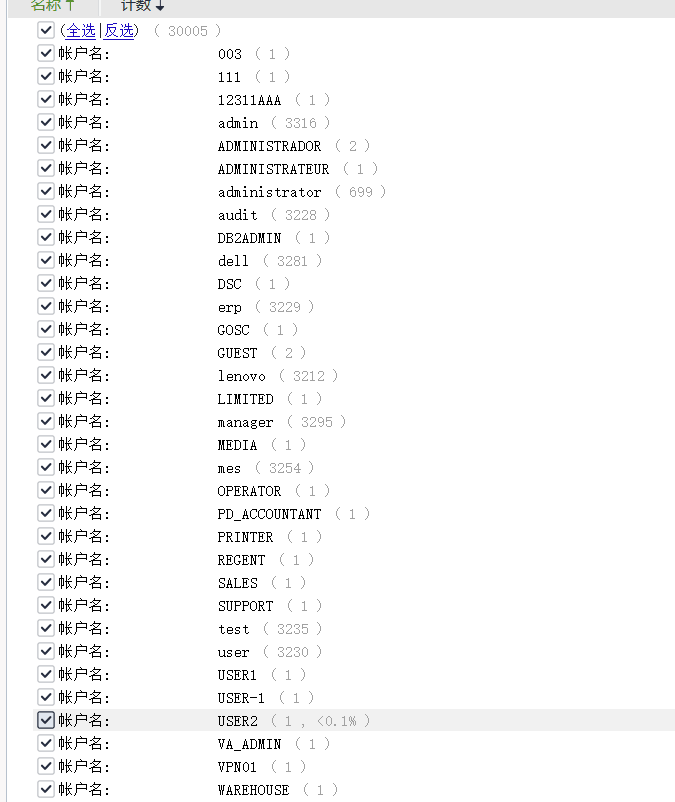 名称↑ 计数↓
(全选|反选) ( 30005 )
帐户名: 003 ( 1 )
帐户名: 111 ( 1 )
帐户名: 12311AAA ( 1 )
帐户名: admin ( 3316 )
帐户名: ADMINISTRADOR ( 2 )
帐户名: ADMINISTRATEUR ( 1 )
帐户名: administrator ( 699 )
帐户名: audit ( 3228 )
帐户名: DB2ADMIN ( 1 )
帐户名: dell ( 3281 )
帐户名: DSC ( 1 )
帐户名: erp ( 3229 )
帐户名: GOSC ( 1 )
帐户名: GUEST ( 2 )
帐户名: lenovo ( 3212 )
帐户名: LIMITED ( 1 )
帐户名: manager ( 3295 )
帐户名: MEDIA ( 1 )
帐户名: mes ( 3254 )
帐户名: OPERATOR ( 1 )
帐户名: PD_ACCOUNTANT ( 1 )
帐户名: PRINTER ( 1 )
帐户名: REGENT ( 1 )
帐户名: SALES ( 1 )
帐户名: SUPPORT ( 1 )
帐户名: test ( 3235 )
帐户名: user ( 3230 )
帐户名: USER1 ( 1 )
帐户名: USER-1 ( 1 )
帐户名: USER2 ( 1 , <0.1% )
帐户名: VA_ADMIN ( 1 )
帐户名: VPN01 ( 1 )
帐户名: WAREHOUSE ( 1 )